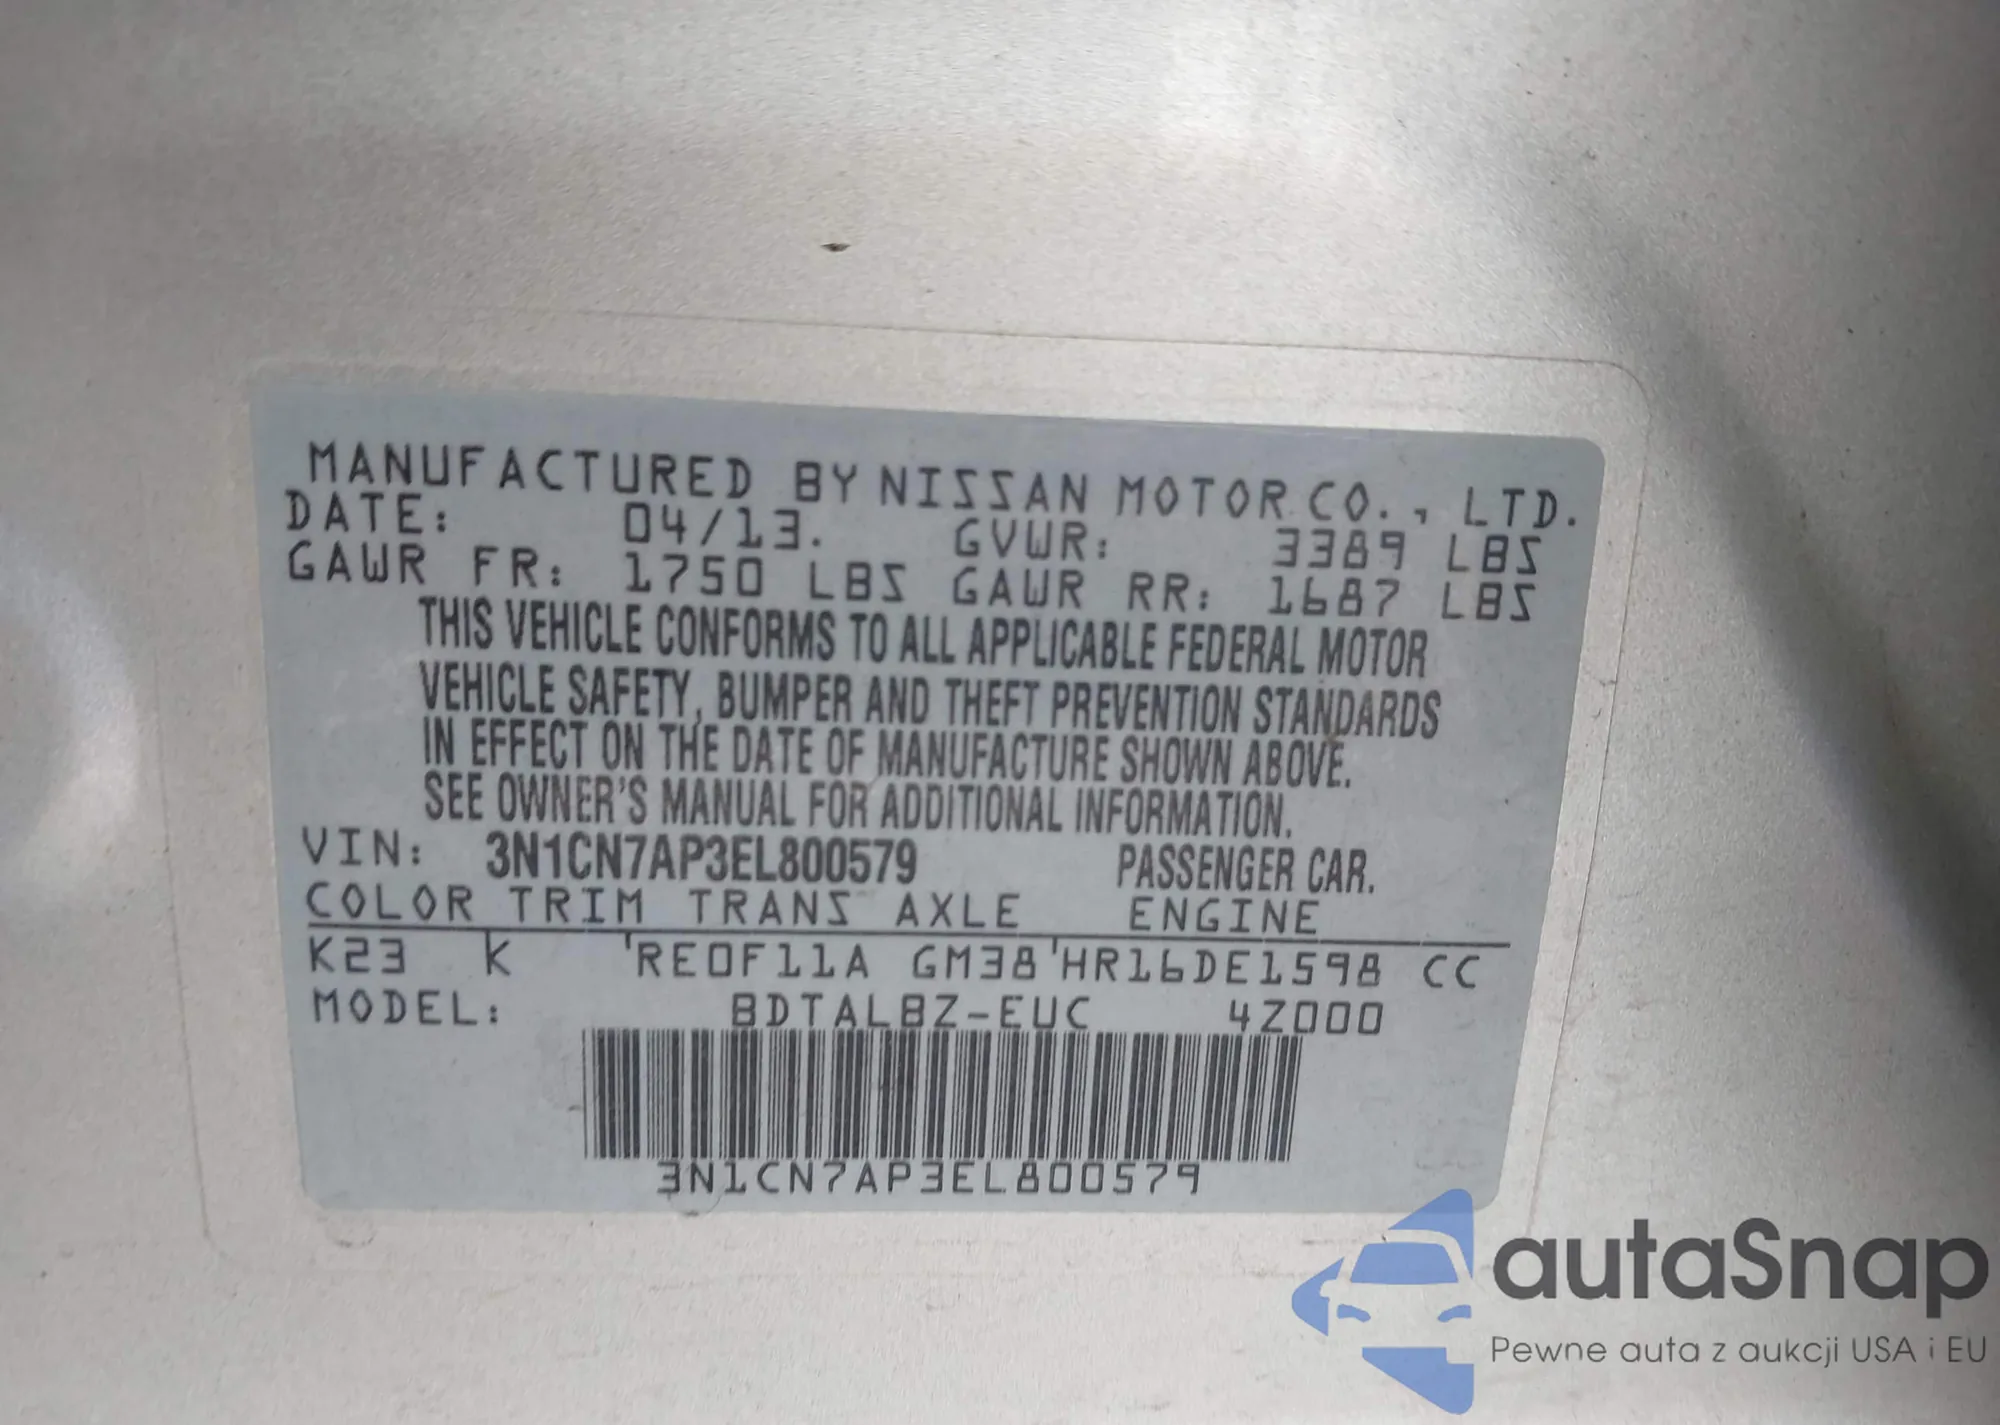 MANUFACTURED BY NISSAN MOTOR CO., LTD.
DATE: 04/13. GVWR: 3389 LBS
GAWR FR: 1750 LBS GAWR RR: 1687 LBS
THIS VEHICLE CONFORMS TO ALL APPLICABLE FEDERAL MOTOR
VEHICLE SAFETY, BUMPER AND THEFT PREVENTION STANDARDS
IN EFFECT ON THE DATE OF MANUFACTURE SHOWN ABOVE.
SEE OWNER'S MANUAL FOR ADDITIONAL INFORMATION.
VIN: 3N1CN7AP3EL800579 PASSENGER CAR.
COLOR TRIM TRANS AXLE ENGINE
K23 K 'RE0F11A GM38'HR16DE1598 CC
MODEL: BDTALBZ-EUC 4Z000
3N1CN7AP3EL800579
autaSnap
Pewne auta z aukcji USA i EU